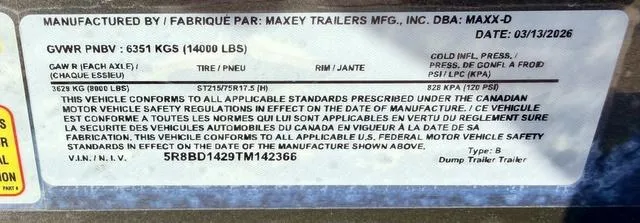 MANUFACTURED BY / FABRIQUÉ PAR: MAXEY TRAILERS MFG., INC. DBA: MAXX-D
DATE: 03/13/2026
GVWR PNBV : 6351 KGS (14000 LBS)
GAW R (EACH AXLE) / (CHAQUE ESSIEU) TIRE / PNEU RIM / JANTE COLD INFL. PRESS. / PRESS. DE GONFL A FROID PSI / LPC (KPA)
3629 KG (8000 LBS) ST215/75R17.5 (H) 828 KPA (120 PSI)
THIS VEHICLE CONFORMS TO ALL APPLICABLE STANDARDS PRESCRIBED UNDER THE CANADIAN
MOTOR VEHICLE SAFETY REGULATIONS IN EFFECT ON THE DATE OF MANUFACTURE. / CE VEHICULE
EST CONFORME A TOUTES LES NORMES QUI LUI SONT APPLICABLES EN VERTU DU REGLEMENT SURE
LA SECURITE DES VEHICULES AUTOMOBILES DU CANADA EN VIGUEUR À LA DATE DE SA
FABRICATION. THIS VEHICLE CONFORMS TO ALL APPLICABLE U.S. FEDERAL MOTOR VEHICLE SAFETY
STANDARDS IN EFFECT ON THE DATE OF THE MANUFACTURE SHOWN ABOVE.
V.I.N. / N.I.V. 5R8BD1429TM142366 Type: B
Dump Trailer Trailer
PART #